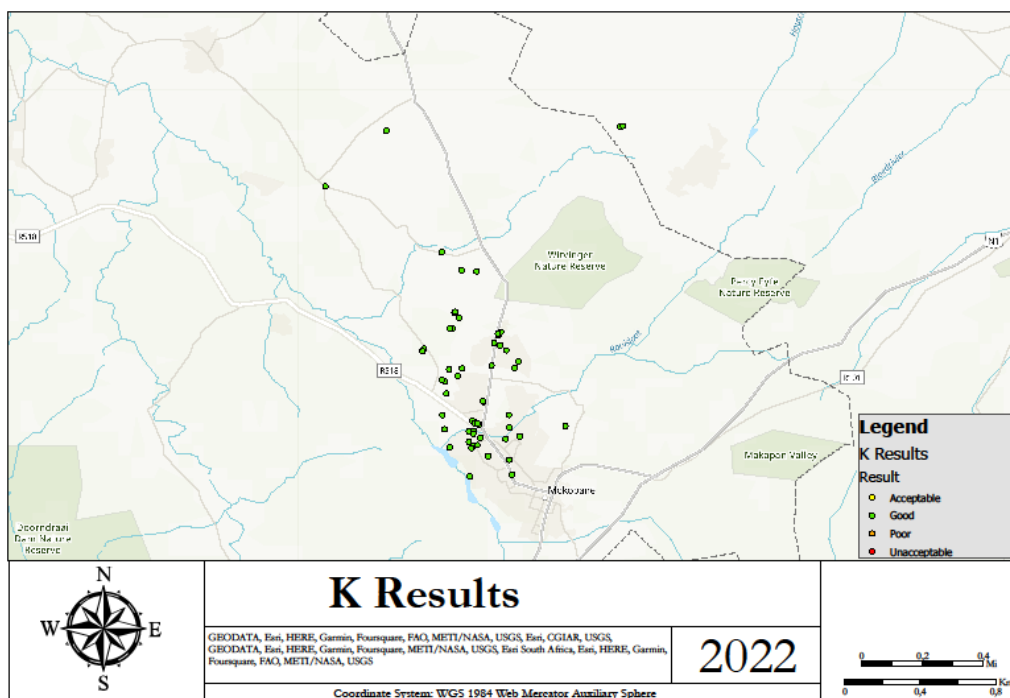 R518
Witvinger
Nature Reserve
Percy Fyfe
Nature Reserve
N1
Bloedrivier
Rooisloot
R518
R101
Makapan Valley
Mokopane
Doorndraai
Dam Nature
Reserve
Legend
K Results
Result
Acceptable
Good
Poor
Unacceptable
N
W
E
S
K Results
GEODATA, Esri, HERE, Garmin, Foursquare, FAO, METI/NASA, USGS, Esri, CGIAR, USGS,
GEODATA, Esri, HERE, Garmin, Foursquare, METI/NASA, USGS, Esri South Africa, Esri, HERE, Garmin,
Foursquare, FAO, METI/NASA, USGS
2022
Coordinate System: WGS 1984 Web Mercator Auxiliary Sphere
0 0,2 0,4
Mi
0 0,4 0,8